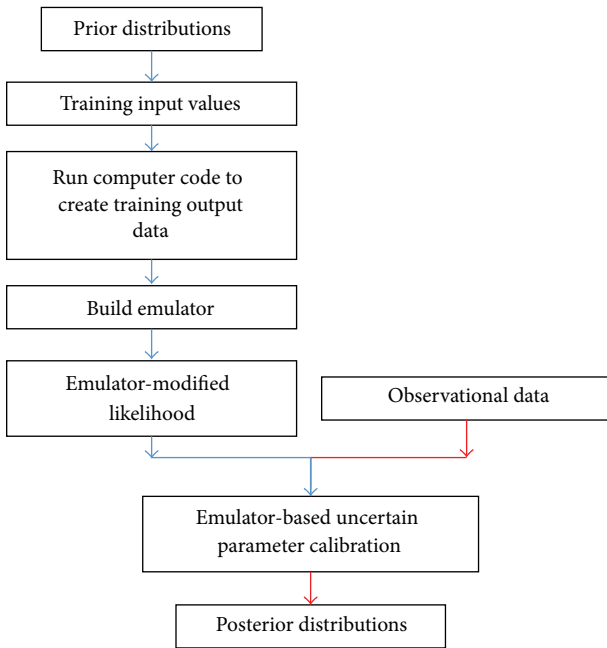 Prior distributions
Training input values
Run computer code to
create training output
data
Build emulator
Emulator-modified
likelihood
Observational data
Emulator-based uncertain
parameter calibration
Posterior distributions